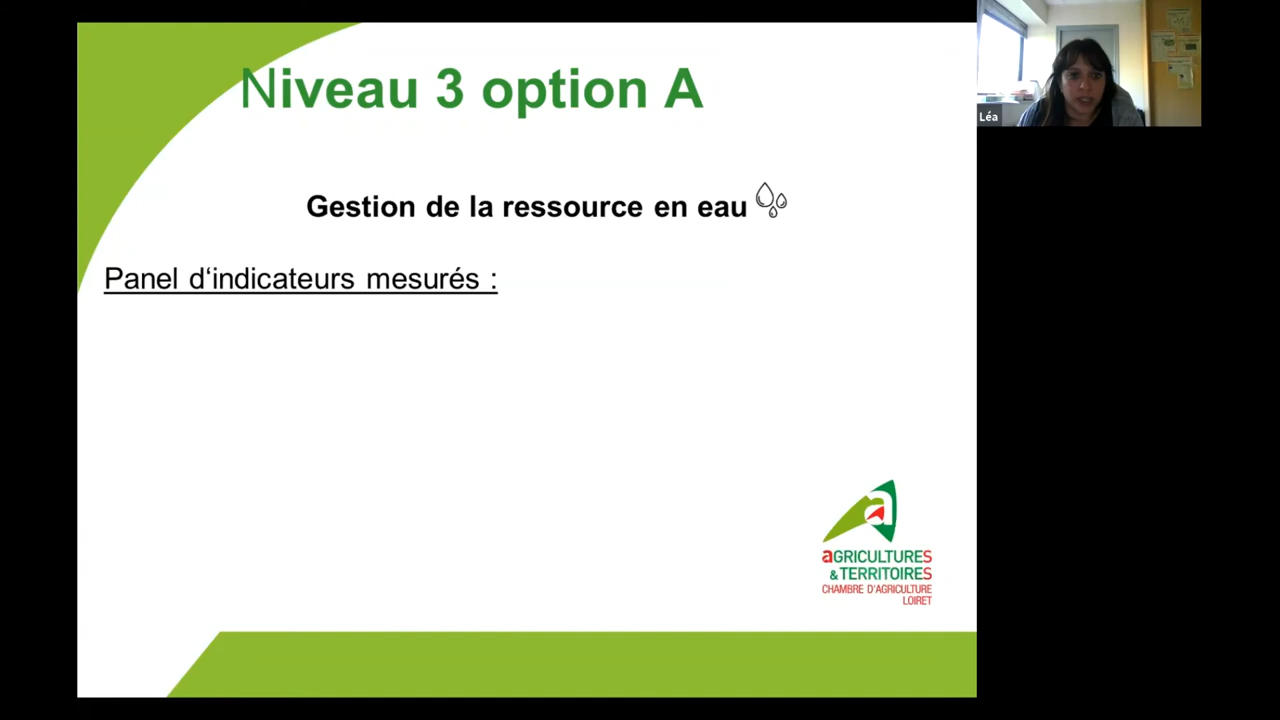 Niveau 3 option A
Léa
Gestion de la ressource en eau
Panel d‘indicateurs mesurés :
a
aGRICULTURES
& TERRITOIRES
CHAMBRE D'AGRICULTURE
LOIRET